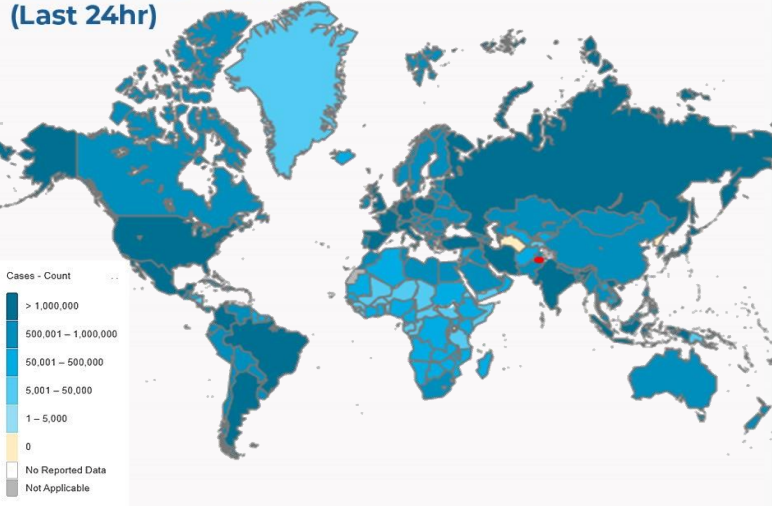 (Last 24hr)
Cases - Count
> 1,000,000
500,001 – 1,000,000
50,001 – 500,000
5,001 – 50,000
1 – 5,000
0
No Reported Data
Not Applicable